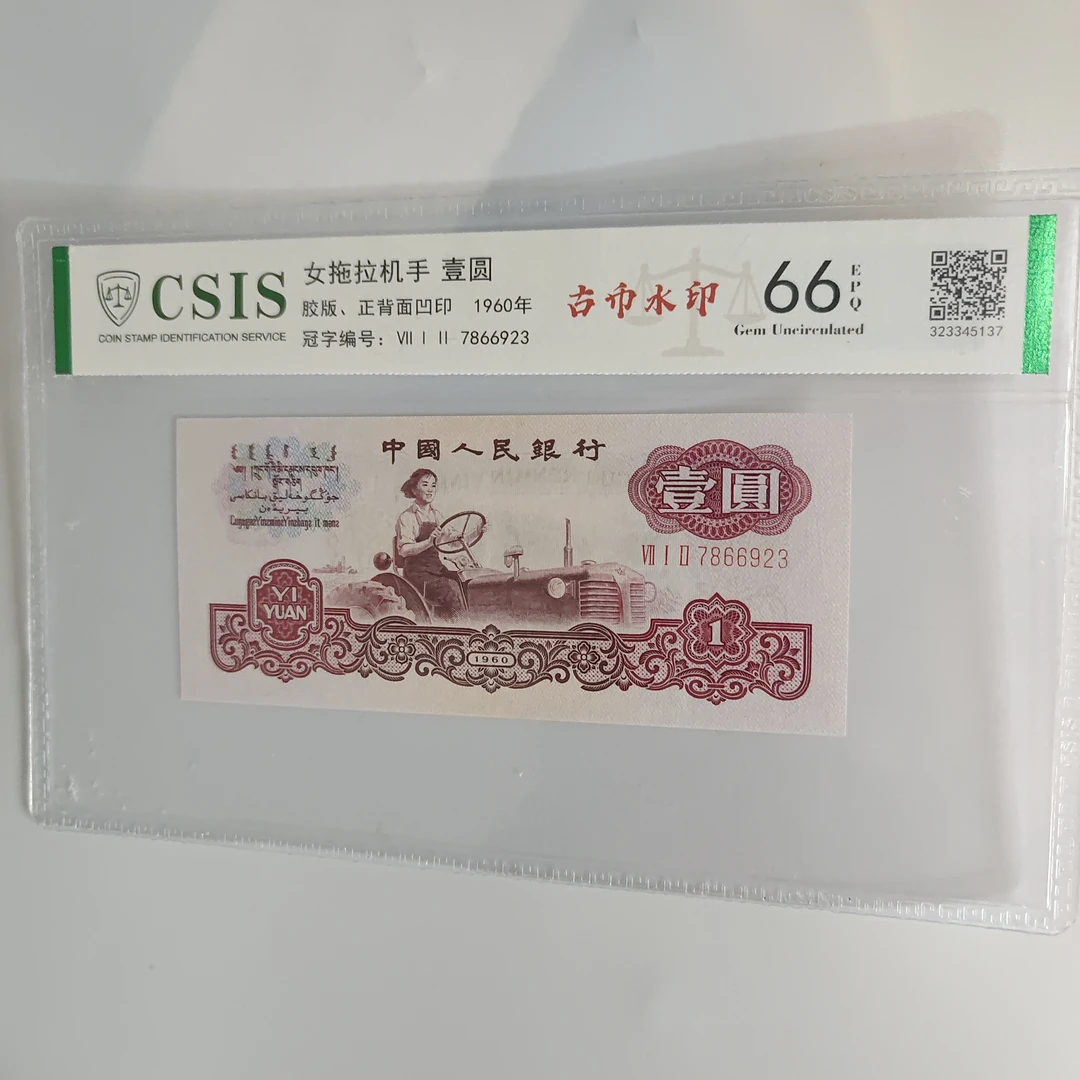 CSIS
COIN STAMP IDENTIFICATION SERVICE
女拖拉机手 壹圆
胶版、正背面凹印 1960年
冠字编号: Ⅶ Ⅰ Ⅱ 7866923
古币水印
66
EPQ
Gem Uncirculated
323345137
中國人民銀行
壹圓
Ⅶ Ⅰ Ⅱ 7866923
YI
YUAN
1960
1